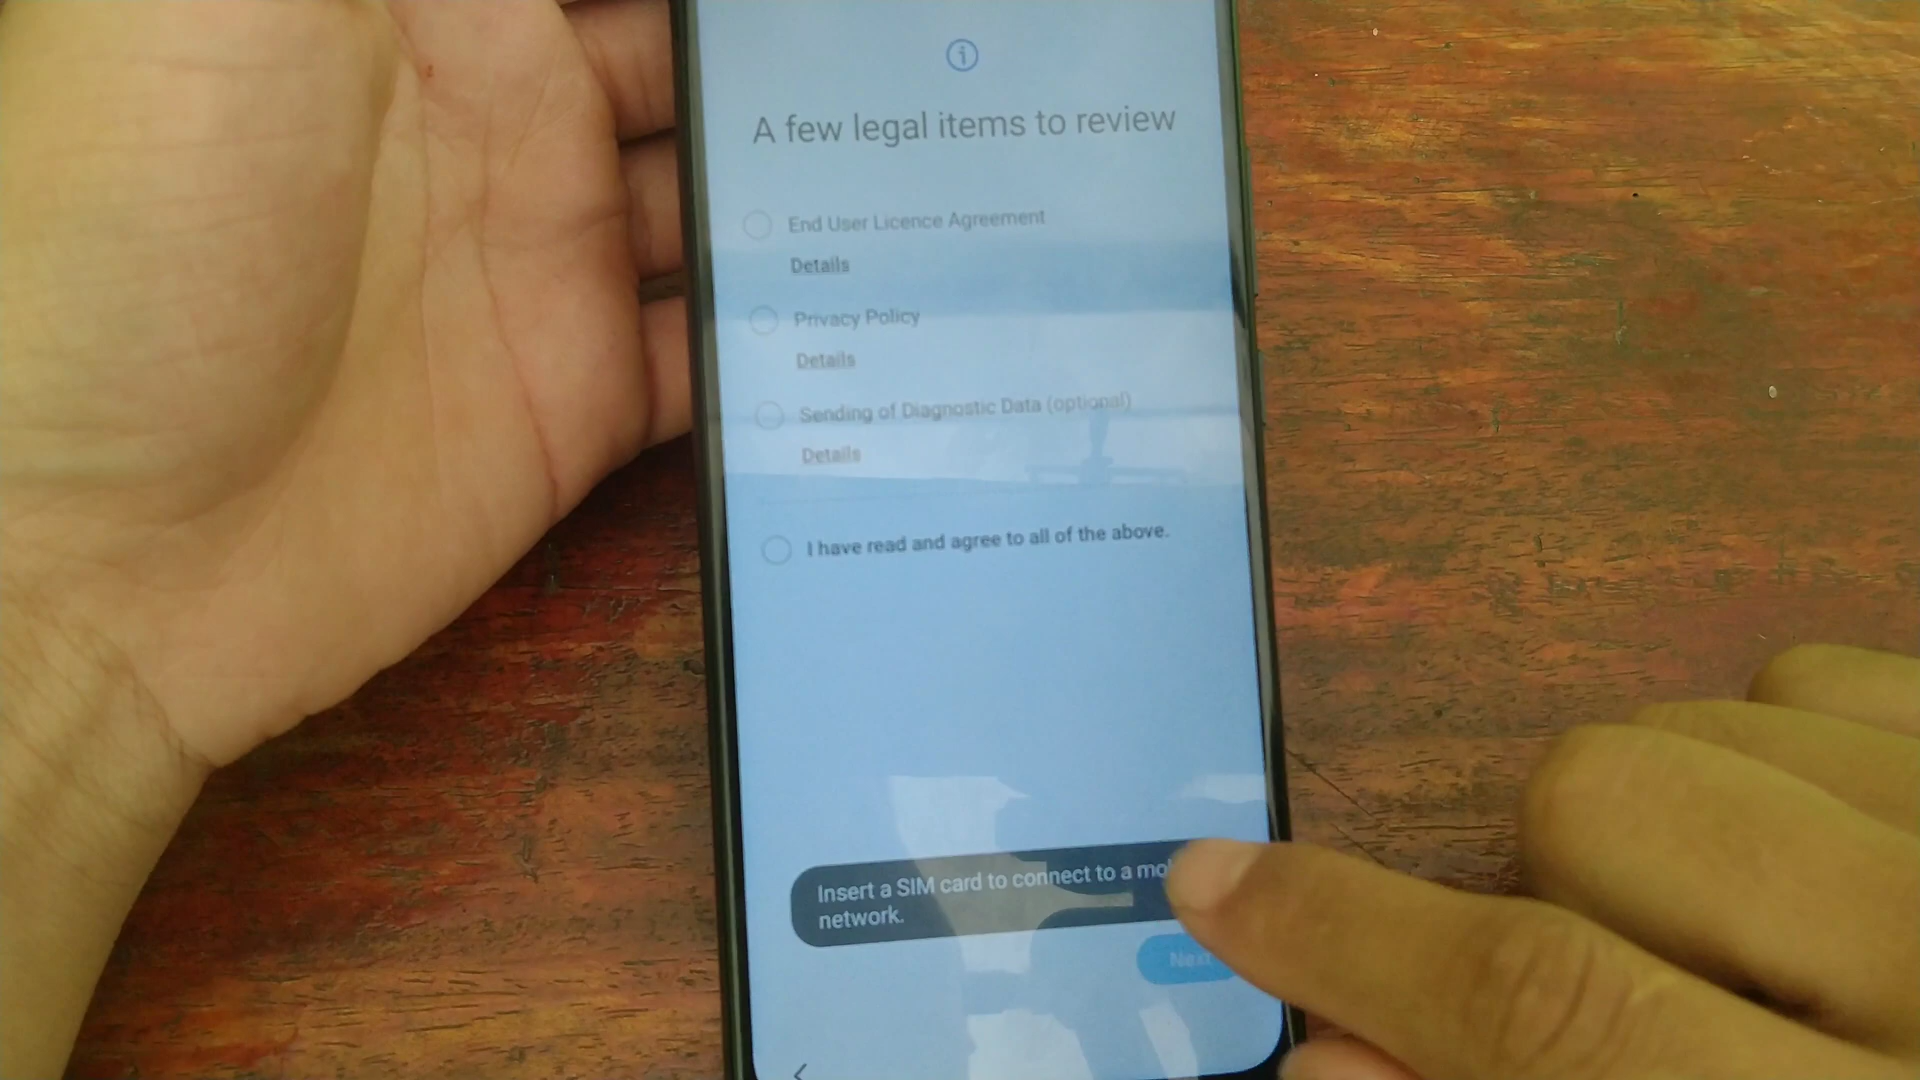 A few legal items to review
End User Licence Agreement
Details
Privacy Policy
Details
Sending of Diagnostic Data (optional)
Details
I have read and agree to all of the above.
Insert a SIM card to connect to a
network.
Next